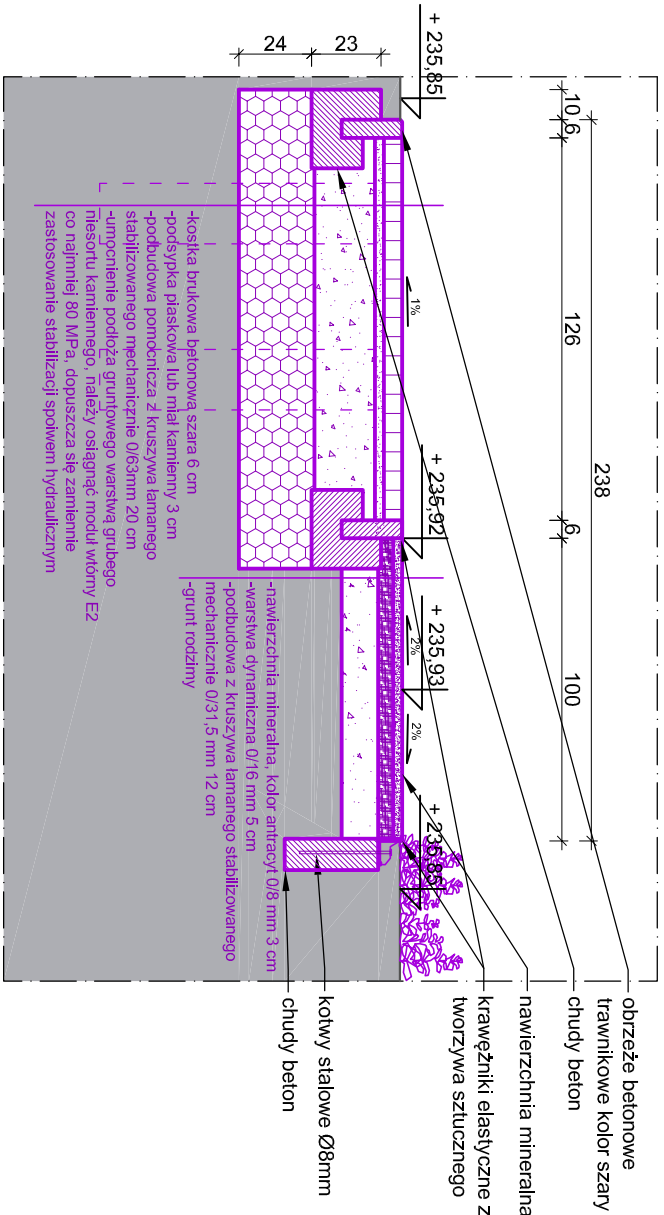 obrzeże betonowe
trawnikowe kolor szary
chudy beton
nawierzchnia mineralna
krawężniki elastyczne z
tworzywa sztucznego
238
10
6
126
6
100
+ 235,85
+ 235,92
+ 235,93
+ 235,85
1%
2%
2%
23
24
kotwy stalowe Ø8mm
chudy beton
-nawierzchnia mineralna, kolor antracyt 0/8 mm 3 cm
-warstwa dynamiczna 0/16 mm 5 cm
-podbudowa z kruszywa łamanego stabilizowanego
mechanicznie 0/31,5 mm 12 cm
-grunt rodzimy
-kostka brukowa betonowa szara 6 cm
-podsypka piaskowa lub miał kamienny 3 cm
-podbudowa pomocnicza z kruszywa łamanego
stabilizowanego mechanicznie 0/63mm 20 cm
-umocnienie podłoża gruntowego warstwą grubego
niesortu kamiennego, należy osiągnąć moduł wtórny E2
co najmniej 80 MPa, dopuszcza się zamiennie
zastosowanie stabilizacji spoiwem hydraulicznym